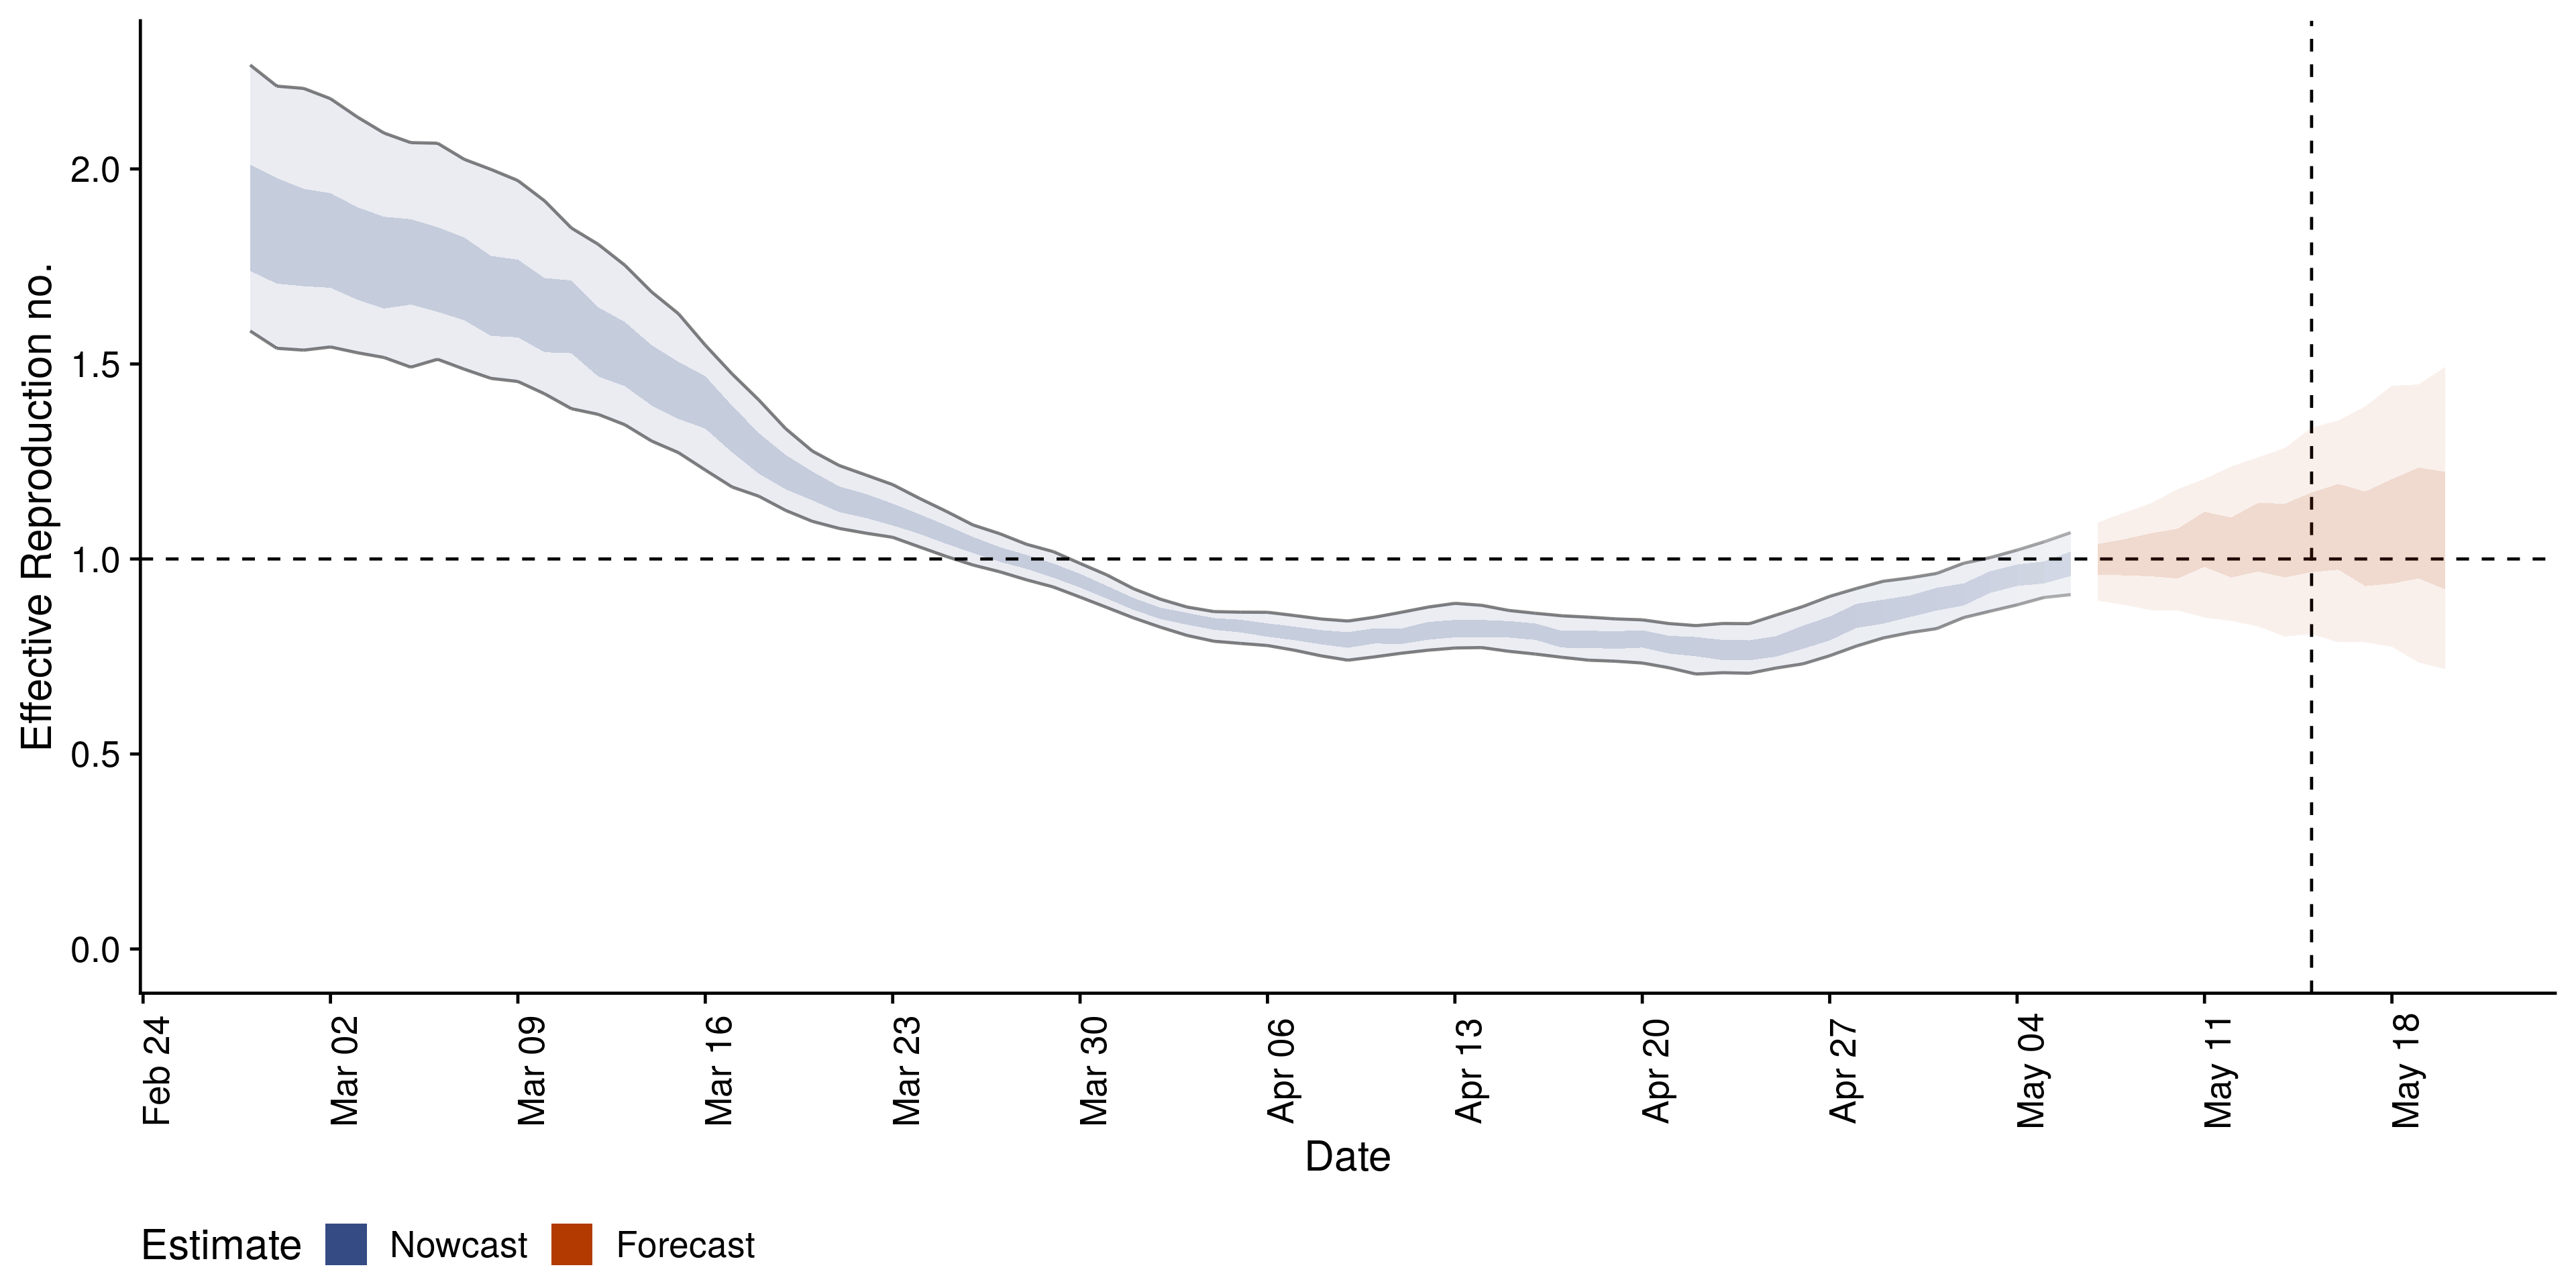 Effective Reproduction no.
2.0
1.5
1.0
0.5
0.0
Feb 24
Mar 02
Mar 09
Mar 16
Mar 23
Mar 30
Apr 06
Apr 13
Apr 20
Apr 27
May 04
May 11
May 18
Date
Estimate Nowcast Forecast